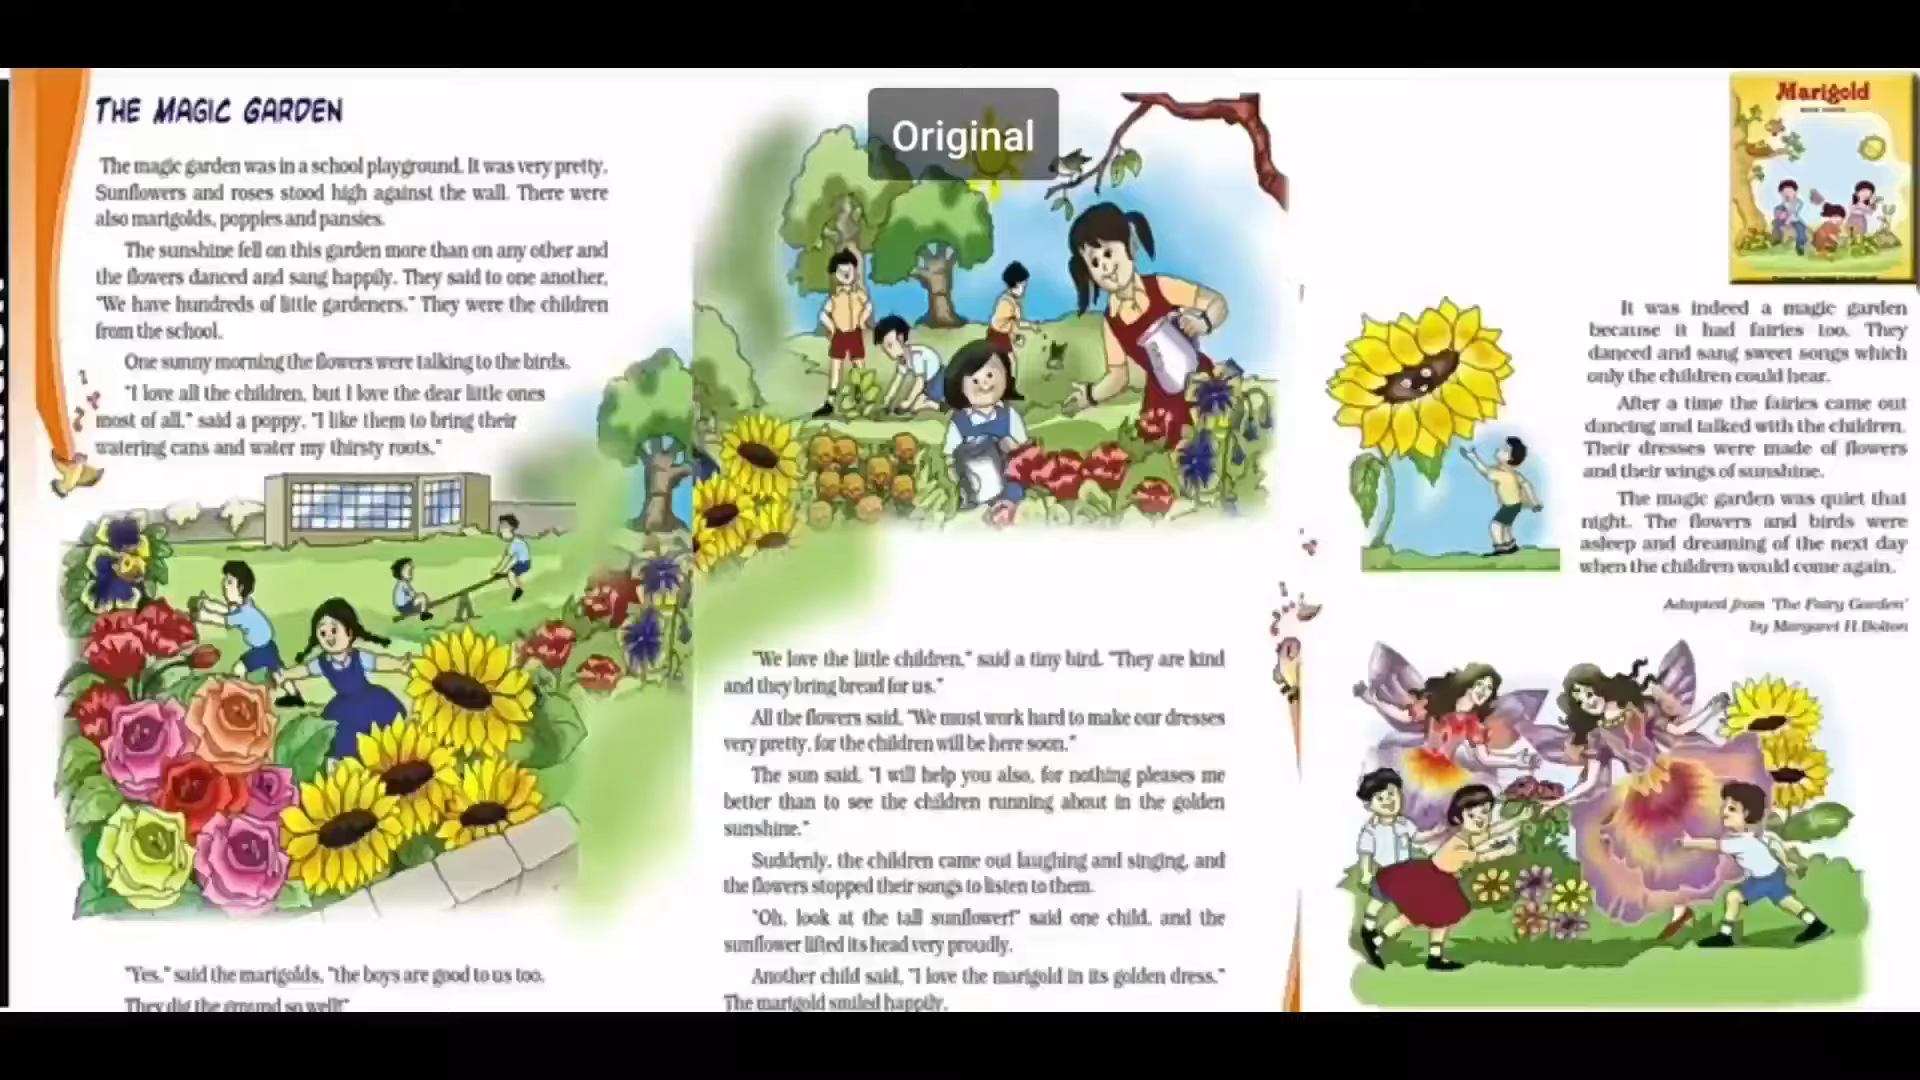 THE MAGIC GARDEN
The magic garden was in a school playground. It was very pretty.
Sunflowers and roses stood high against the wall. There were
also marigolds, poppies and pansies.
The sunshine fell on this garden more than on any other and
the flowers danced and sang happily. They said to one another,
"We have hundreds of little gardeners." They were the children
from the school.
One sunny morning the flowers were talking to the birds.
"I love all the children, but I love the dear little ones
most of all," said a poppy. "I like them to bring their
watering cans and water my thirsty roots."
"Yes," said the marigolds, "the boys are good to us too.
They dig the ground so well!"
Original
"We love the little children," said a tiny bird. "They are kind
and they bring bread for us."
All the flowers said, "We must work hard to make our dresses
very pretty, for the children will be here soon."
The sun said, "I will help you also, for nothing pleases me
better than to see the children running about in the golden
sunshine."
Suddenly, the children came out laughing and singing, and
the flowers stopped their songs to listen to them.
"Oh, look at the tall sunflower!" said one child, and the
sunflower lifted its head very proudly.
Another child said, "I love the marigold in its golden dress."
The marigold smiled happily.
Marigold
It was indeed a magic garden
because it had fairies too. They
danced and sang sweet songs which
only the children could hear.
After a time the fairies came out
dancing and talked with the children.
Their dresses were made of flowers
and their wings of sunshine.
The magic garden was quiet that
night. The flowers and birds were
asleep and dreaming of the next day
when the children would come again.
Adapted from 'The Fairy Garden'
by Margaret H.Bolton